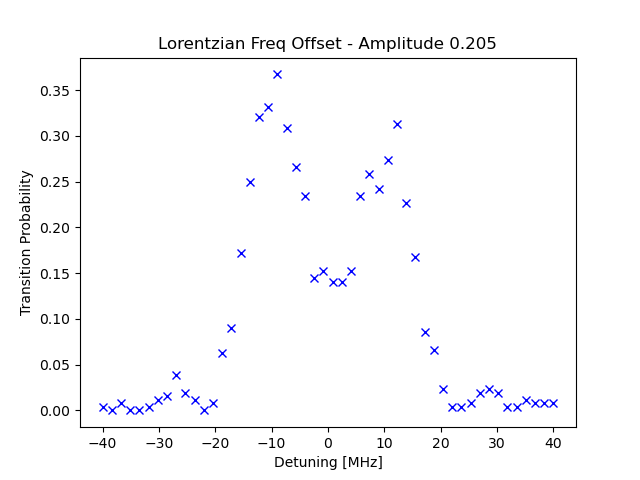 Lorentzian Freq Offset - Amplitude 0.205
Transition Probability
0.35
0.30
0.25
0.20
0.15
0.10
0.05
0.00
−40 −30 −20 −10 0 10 20 30 40
Detuning [MHz]